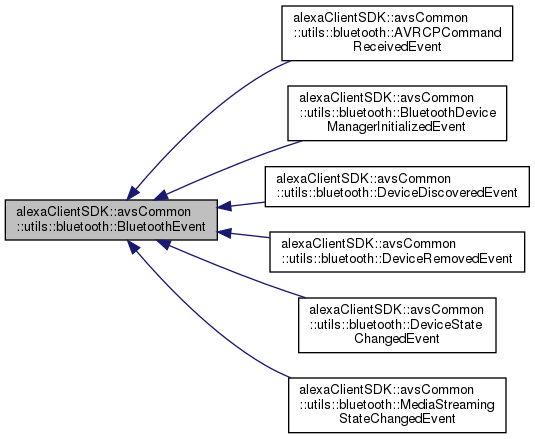 alexaClientSDK::avsCommon
::utils::bluetooth::AVRCPCommand
ReceivedEvent
alexaClientSDK::avsCommon
::utils::bluetooth::BluetoothDevice
ManagerInitializedEvent
alexaClientSDK::avsCommon
::utils::bluetooth::DeviceDiscoveredEvent
alexaClientSDK::avsCommon
::utils::bluetooth::BluetoothEvent
alexaClientSDK::avsCommon
::utils::bluetooth::DeviceRemovedEvent
alexaClientSDK::avsCommon
::utils::bluetooth::DeviceState
ChangedEvent
alexaClientSDK::avsCommon
::utils::bluetooth::MediaStreaming
StateChangedEvent